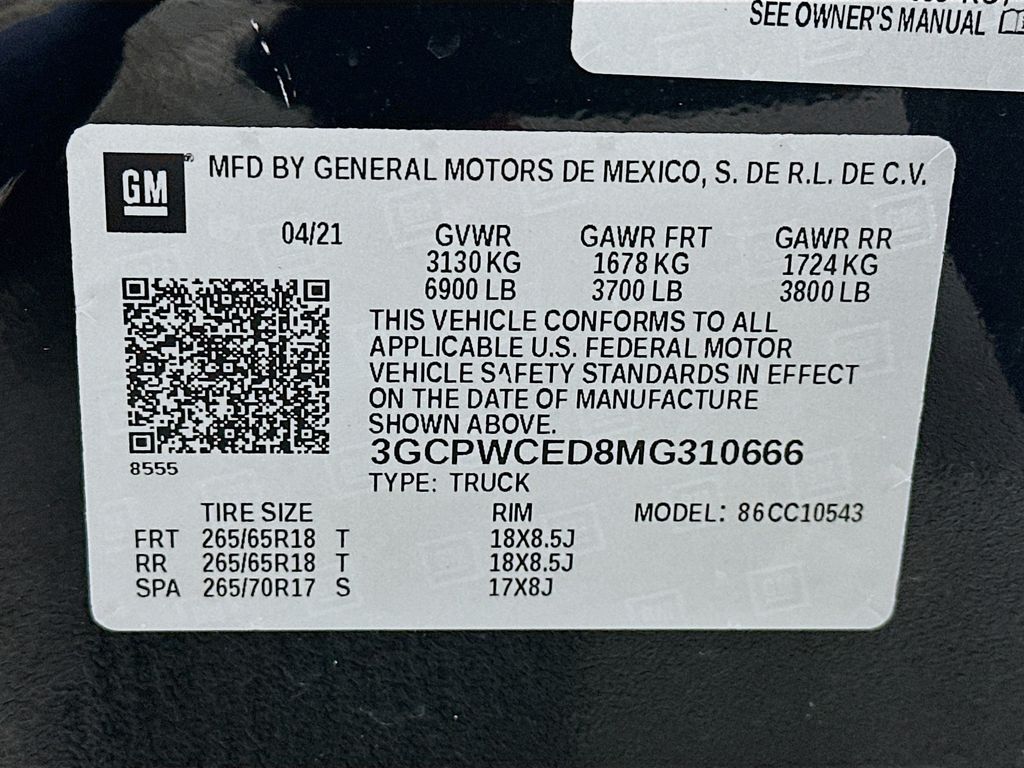 SEE OWNER'S MANUAL
GM
MFD BY GENERAL MOTORS DE MEXICO, S. DE R.L. DE C.V.
04/21 GVWR GAWR FRT GAWR RR
3130 KG 1678 KG 1724 KG
6900 LB 3700 LB 3800 LB
THIS VEHICLE CONFORMS TO ALL
APPLICABLE U.S. FEDERAL MOTOR
VEHICLE SAFETY STANDARDS IN EFFECT
ON THE DATE OF MANUFACTURE
SHOWN ABOVE.
3GCPWCED8MG310666
8555
TYPE: TRUCK
TIRE SIZE RIM MODEL: 86CC10543
FRT 265/65R18 T 18X8.5J
RR 265/65R18 T 18X8.5J
SPA 265/70R17 S 17X8J